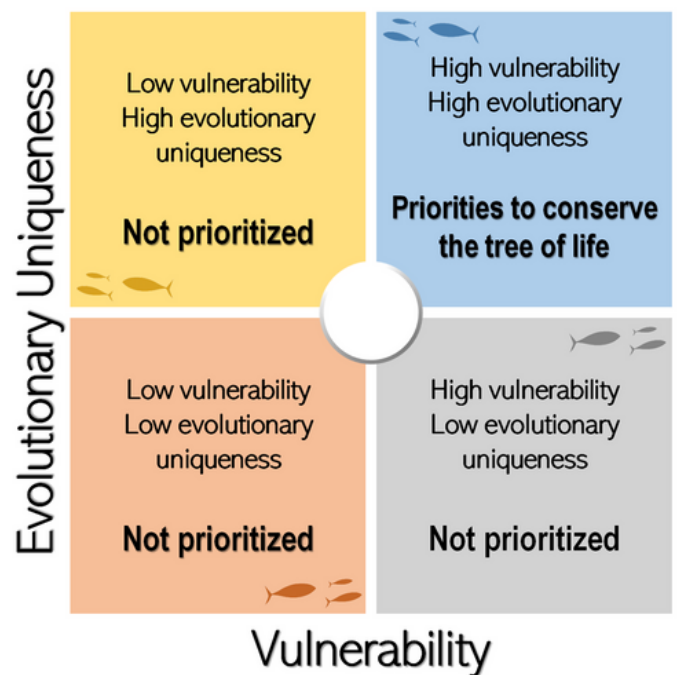 Evolutionary Uniqueness
Low vulnerability
High evolutionary
uniqueness
Not prioritized
High vulnerability
High evolutionary
uniqueness
Priorities to conserve
the tree of life
Low vulnerability
Low evolutionary
uniqueness
Not prioritized
High vulnerability
Low evolutionary
uniqueness
Not prioritized
Vulnerability